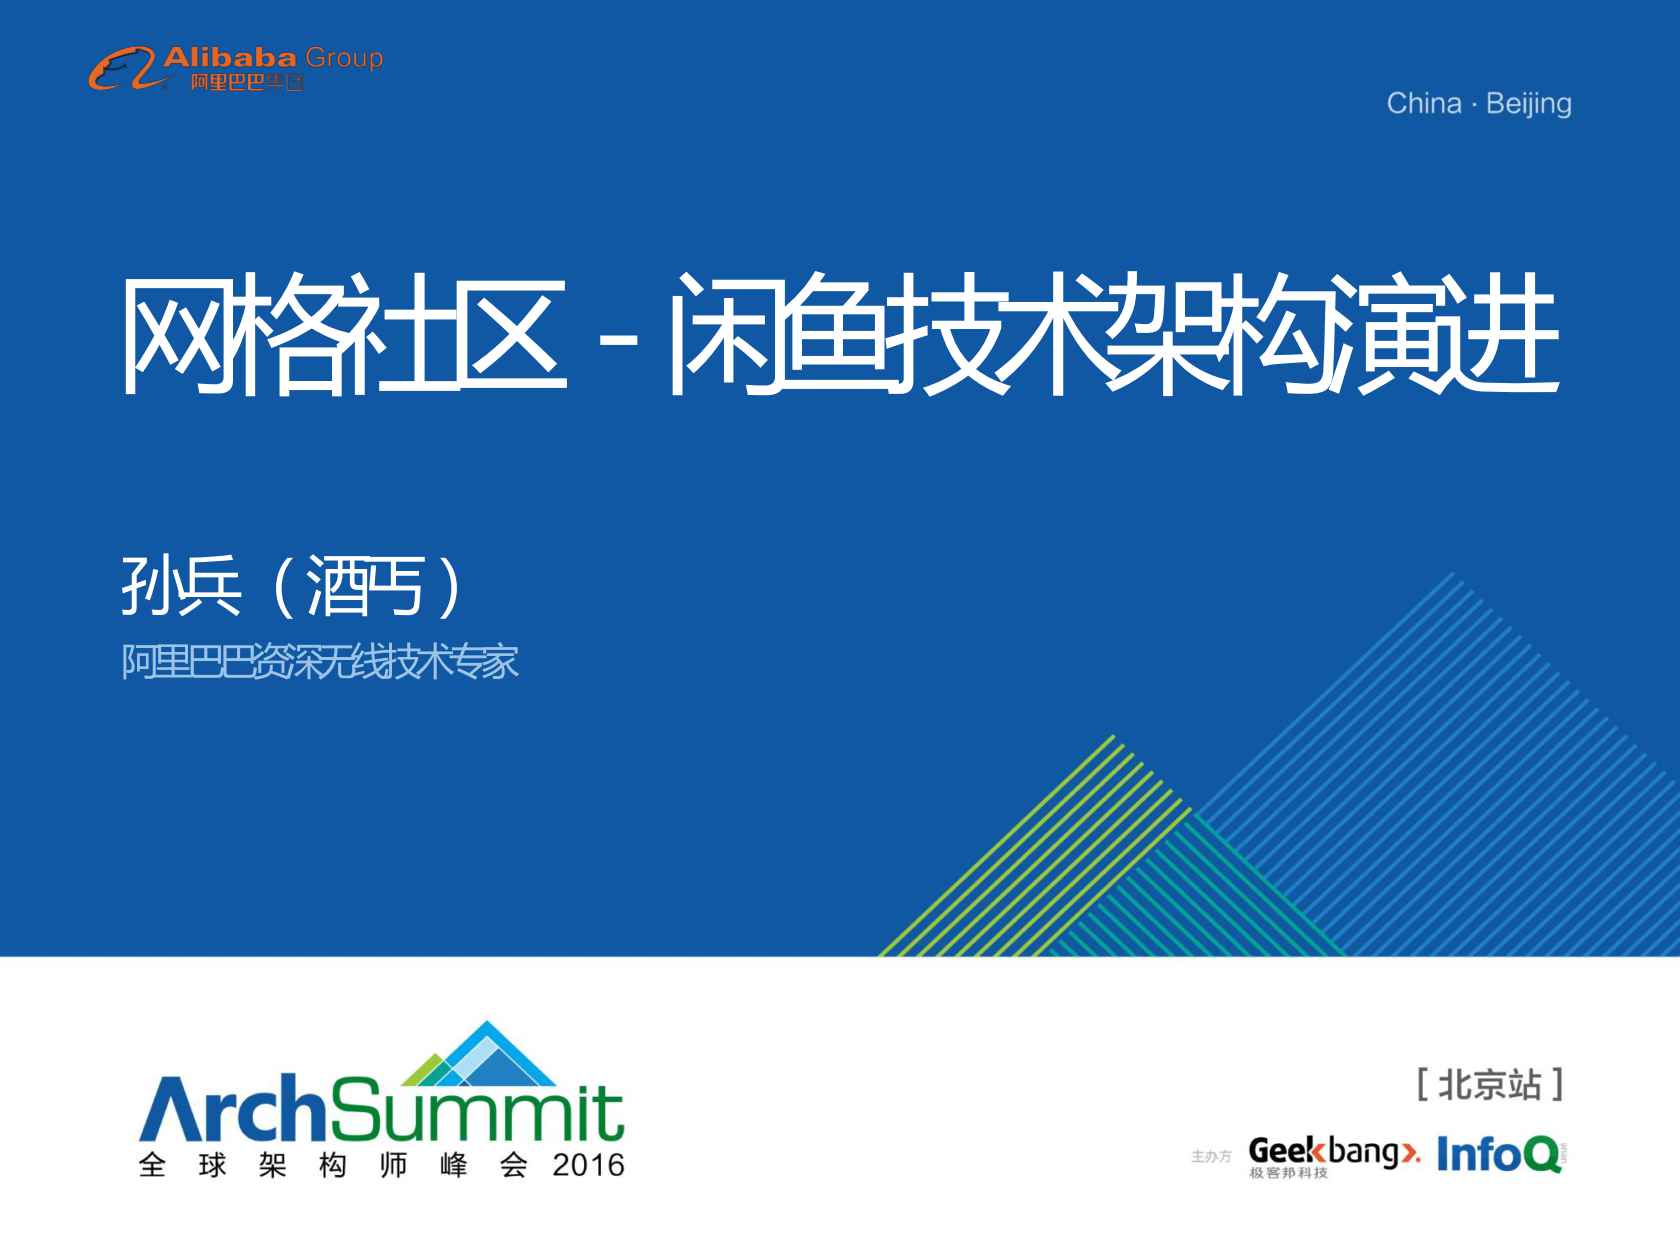 Alibaba Group
阿里巴巴集团
China · Beijing
网格社区 - 闲鱼技术架构演进
孙兵（酒丐）
阿里巴巴资深无线技术专家
ArchSummit
全球架构师峰会 2016
[ 北京站 ]
主办方 Geekbang>. InfoQ
极客邦科技